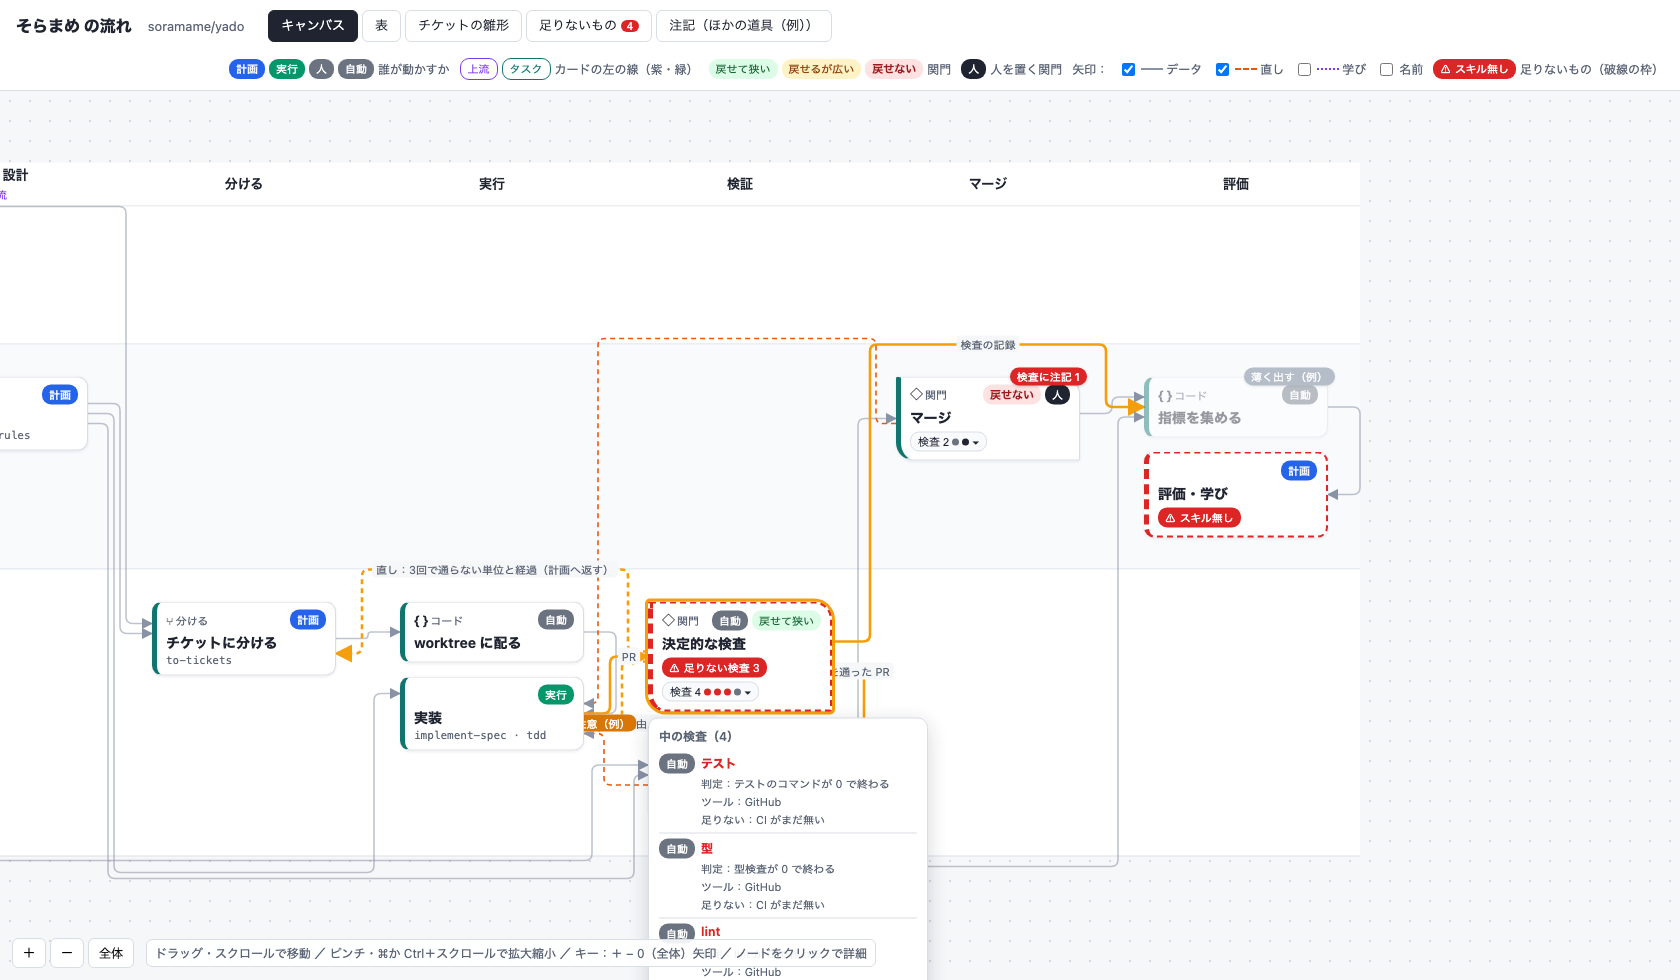 そらまめ の流れ
soramame/yado
キャンバス
表
チケットの雛形
足りないもの 4
注記（ほかの道具（例））
計画 実行 人 自動 誰が動かすか
上流 タスク カードの左の線（紫・緑）
戻せて狭い 戻せるが広い 戻せない 関門
人 人を置く関門
矢印：
データ
直し
学び
名前
⚠ スキル無し 足りないもの（破線の枠）
設計
流
分ける
実行
検証
マージ
評価
計画
rules
検査の記録
検査に注記 1
関門
戻せない
人
マージ
検査 2
薄く出す（例）
{ } コード
自動
指標を集める
計画
評価・学び
⚠ スキル無し
直し：3回で通らない単位と経過（計画へ返す）
分ける
計画
チケットに分ける
to-tickets
{ } コード
自動
worktree に配る
実行
実装
implement-spec · tdd
PR
意（例）
由
関門
自動
戻せて狭い
決定的な検査
⚠ 足りない検査 3
検査 4
通った PR
中の検査（4）
自動 テスト
判定：テストのコマンドが 0 で終わる
ツール：GitHub
足りない：CI がまだ無い
自動 型
判定：型検査が 0 で終わる
ツール：GitHub
足りない：CI がまだ無い
自動 lint
ツール：GitHub
+
−
全体
ドラッグ・スクロールで移動 ／ ピンチ・⌘か Ctrl＋スクロールで拡大縮小 ／ キー：＋ − 0（全体）矢印 ／ ノードをクリックで詳細